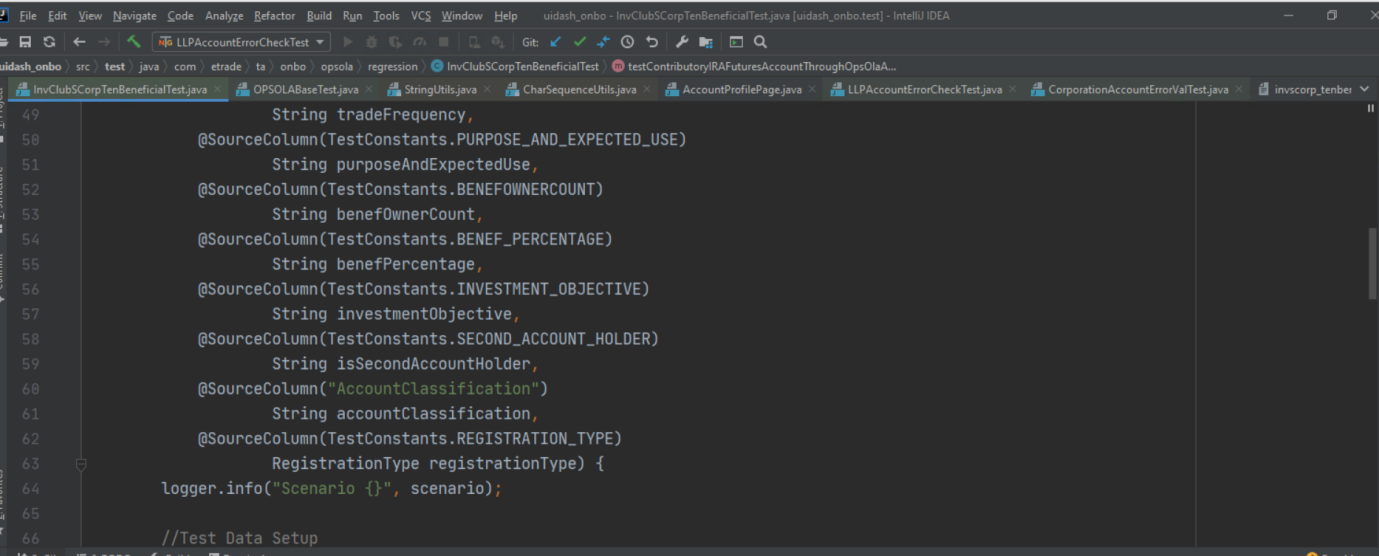 File Edit View Navigate Code Analyze Refactor Build Run Tools VCS Window Help uidash_onbo - InvClubSCorpTenBeneficialTest.java [uidash_onbo.test] - IntelliJ IDEA
LLPAccountErrorCheckTest Git:
uidash_onbo src test java com etrade ta onbo opsola regression InvClubSCorpTenBeneficialTest testContributoryIRAFuturesAccountThroughOpsOlaA...
InvClubSCorpTenBeneficialTest.java OPSOLABaseTest.java StringUtils.java CharSequenceUtils.java AccountProfilePage.java LLPAccountErrorCheckTest.java CorporationAccountErrorValTest.java invscorp_tenber
49 String tradeFrequency,
50 @SourceColumn(TestConstants.PURPOSE_AND_EXPECTED_USE)
51 String purposeAndExpectedUse,
52 @SourceColumn(TestConstants.BENEFOWNERCOUNT)
53 String benefOwnerCount,
54 @SourceColumn(TestConstants.BENEF_PERCENTAGE)
55 String benefPercentage,
56 @SourceColumn(TestConstants.INVESTMENT_OBJECTIVE)
57 String investmentObjective,
58 @SourceColumn(TestConstants.SECOND_ACCOUNT_HOLDER)
59 String isSecondAccountHolder,
60 @SourceColumn("AccountClassification")
61 String accountClassification,
62 @SourceColumn(TestConstants.REGISTRATION_TYPE)
63 RegistrationType registrationType) {
64 logger.info("Scenario {}", scenario);
65
66 //Test Data Setup